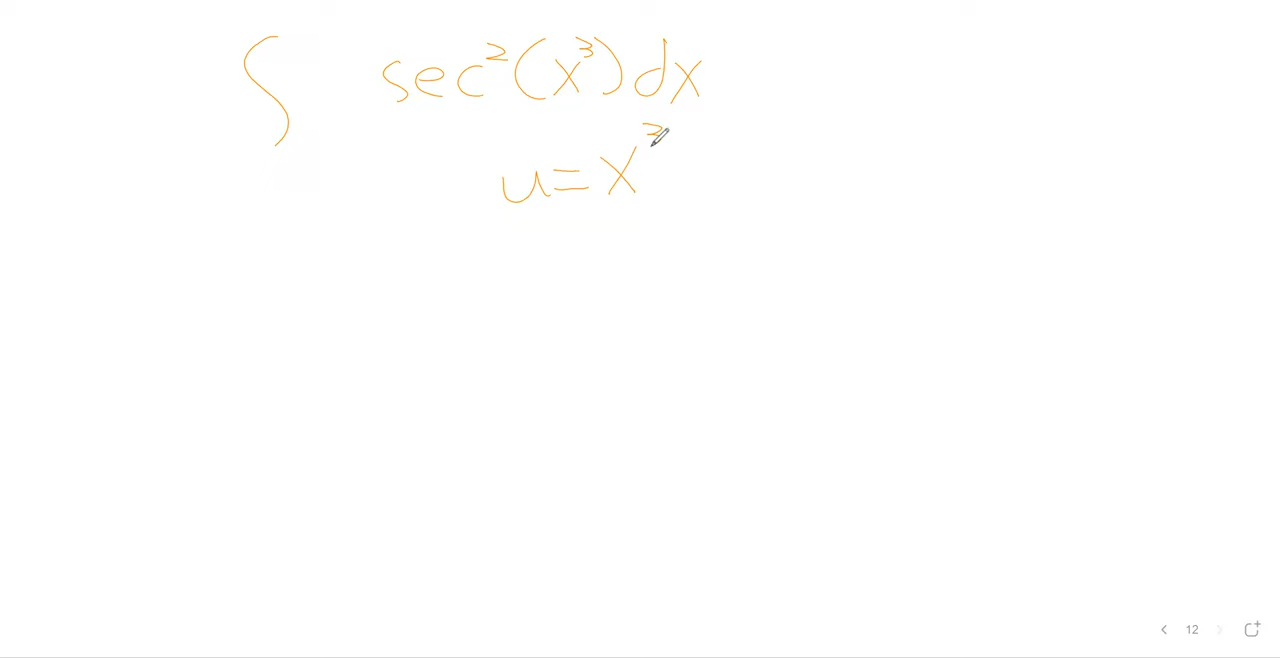 ∫ sec²(x³) dx
u = x³
12